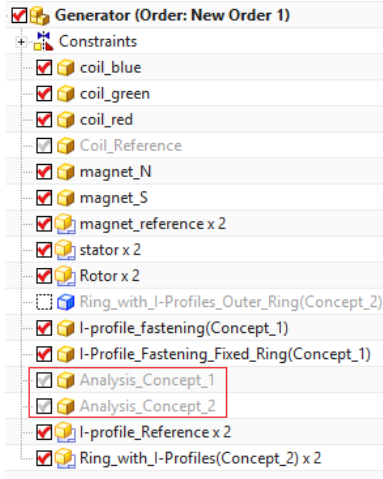 Generator (Order: New Order 1)
Constraints
coil_blue
coil_green
coil_red
Coil_Reference
magnet_N
magnet_S
magnet_reference x 2
stator x 2
Rotor x 2
Ring_with_I-Profiles_Outer_Ring(Concept_2)
I-profile_fastening(Concept_1)
I-Profile_Fastening_Fixed_Ring(Concept_1)
Analysis_Concept_1
Analysis_Concept_2
I-profile_Reference x 2
Ring_with_I-Profiles(Concept_2) x 2